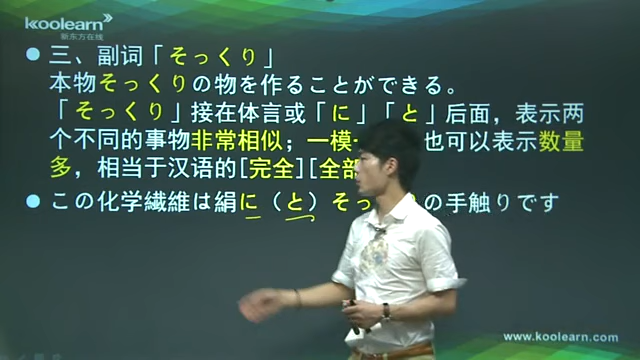 koolearn
新东方在线
● 三、副词「そっくり」
本物そっくりの物を作ることができる。
「そっくり」接在体言或「に」「と」后面，表示两
个不同的事物非常相似；一模 也可以表示数量
多，相当于汉语的[完全][全部
● この化学繊維は絹に（と）そっ の手触りです
www.koolearn.com